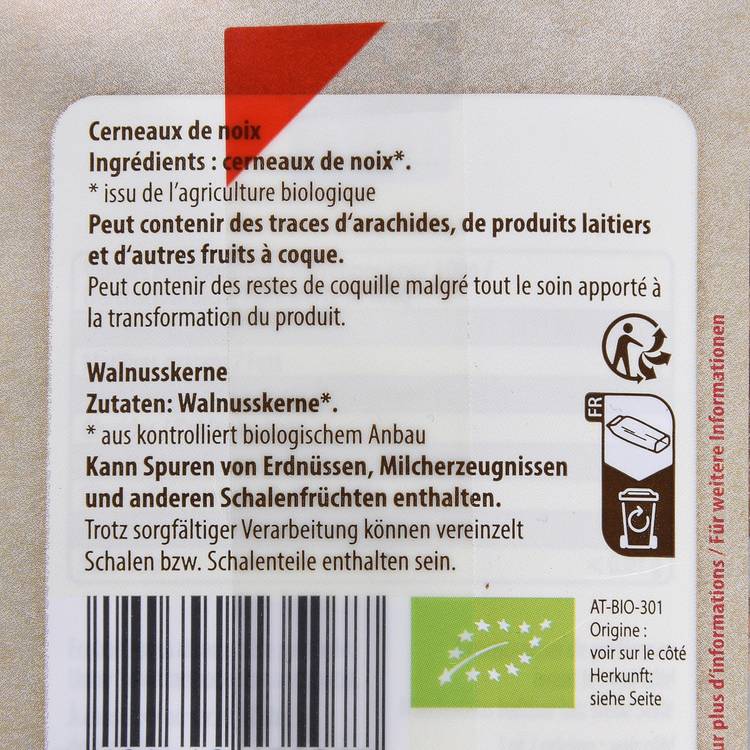 Cerneaux de noix
Ingrédients : cerneaux de noix*.
* issu de l'agriculture biologique
Peut contenir des traces d'arachides, de produits laitiers
et d'autres fruits à coque.
Peut contenir des restes de coquille malgré tout le soin apporté à
la transformation du produit.
Walnusskerne
Zutaten: Walnusskerne*.
* aus kontrolliert biologischem Anbau
Kann Spuren von Erdnüssen, Milcherzeugnissen
und anderen Schalenfrüchten enthalten.
Trotz sorgfältiger Verarbeitung können vereinzelt
Schalen bzw. Schalenteile enthalten sein.
FR
AT-BIO-301
Origine :
voir sur le côté
Herkunft:
siehe Seite
ur plus d'informations / Für weitere Informationen